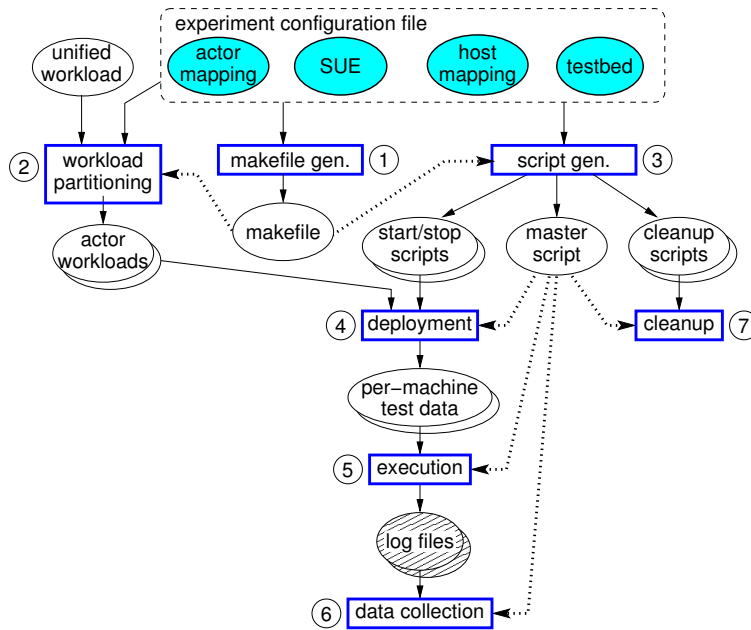 experiment configuration file
unified
workload
actor
mapping
SUE
host
mapping
testbed
2
workload
partitioning
makefile gen.
1
script gen.
3
actor
workloads
makefile
start/stop
scripts
master
script
cleanup
scripts
4
deployment
cleanup
7
per−machine
test data
5
execution
log files
6
data collection